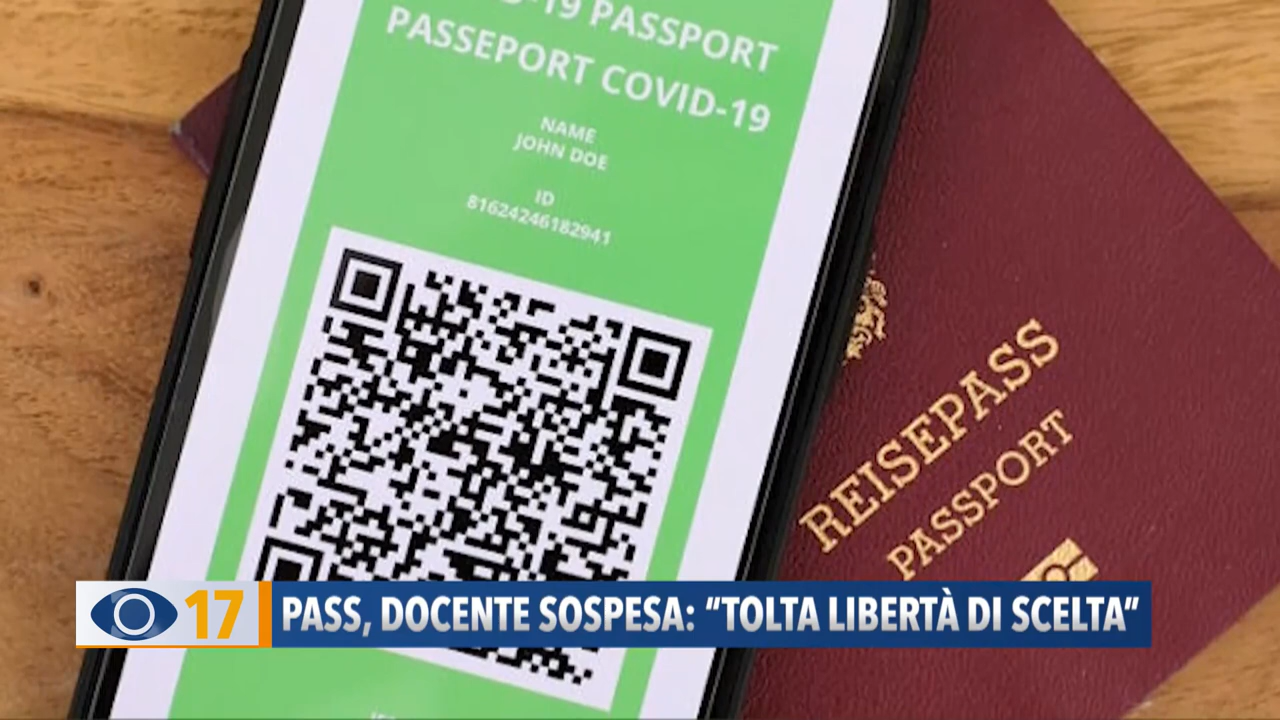 PASSPORT
PASSEPORT COVID-19
NAME
JOHN DOE
ID
81624246182941
REISEPASS
PASSPORT
17
PASS, DOCENTE SOSPESA: “TOLTA LIBERTÀ DI SCELTA”